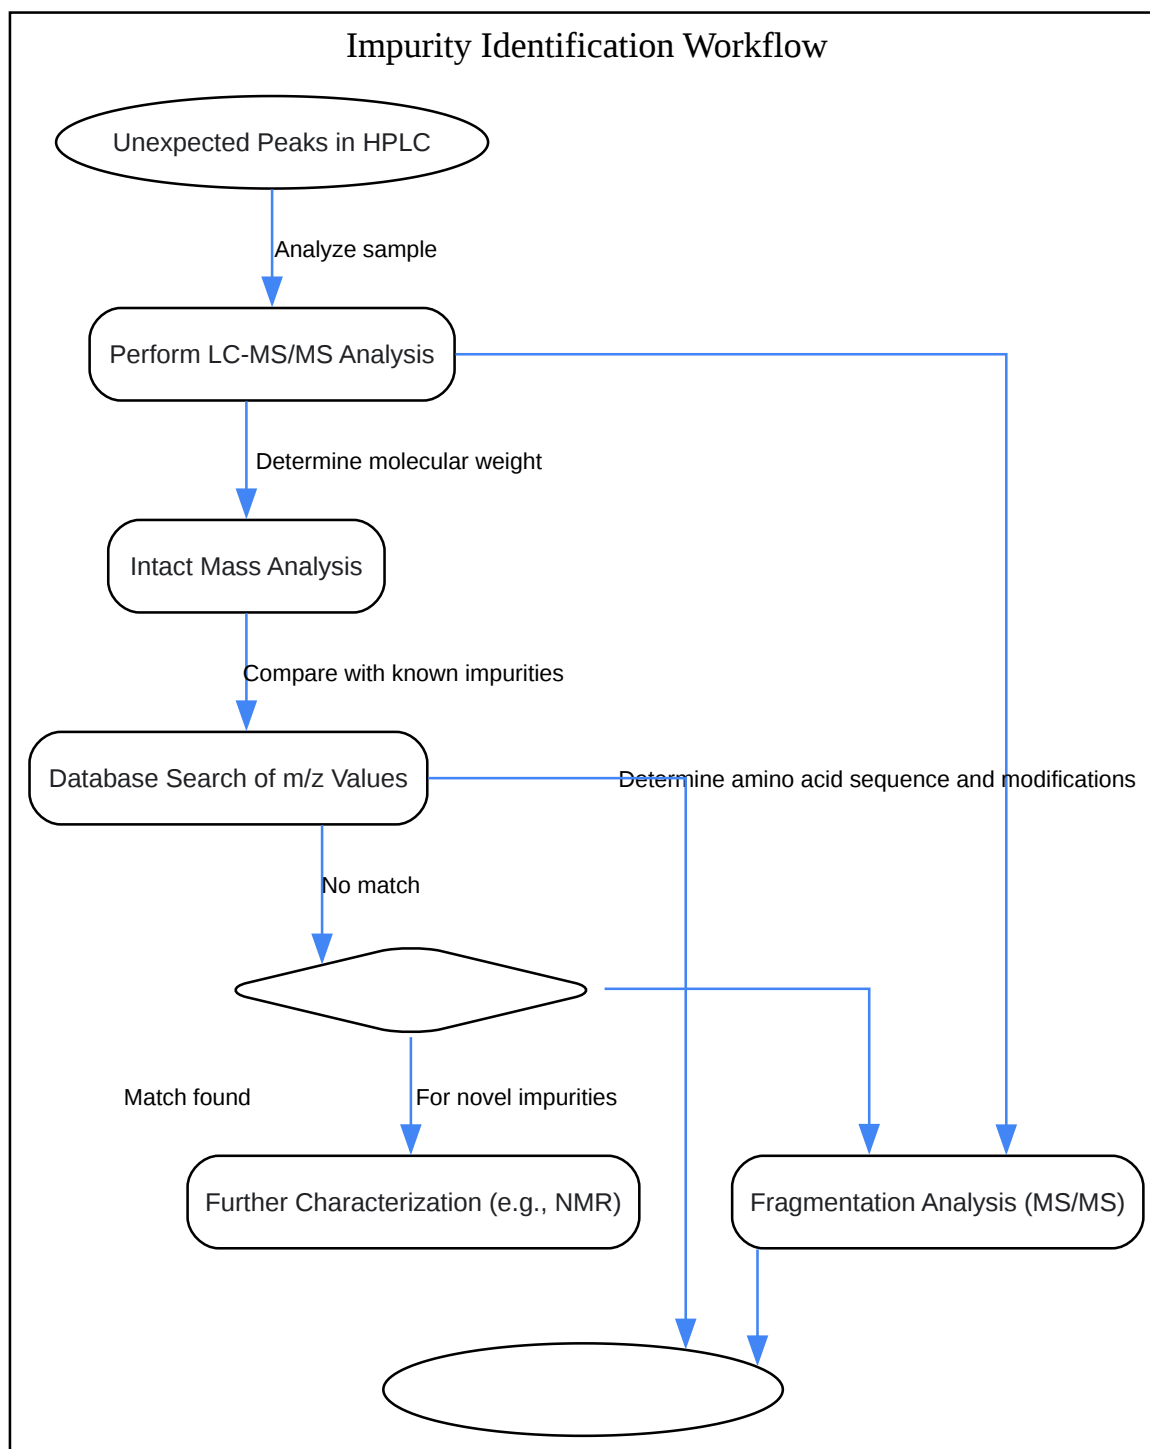 Impurity Identification Workflow
Unexpected Peaks in HPLC
Analyze sample
Perform LC-MS/MS Analysis
Determine molecular weight
Intact Mass Analysis
Compare with known impurities
Database Search of m/z Values
Determine amino acid sequence and modifications
No match
Match found
For novel impurities
Further Characterization (e.g., NMR)
Fragmentation Analysis (MS/MS)